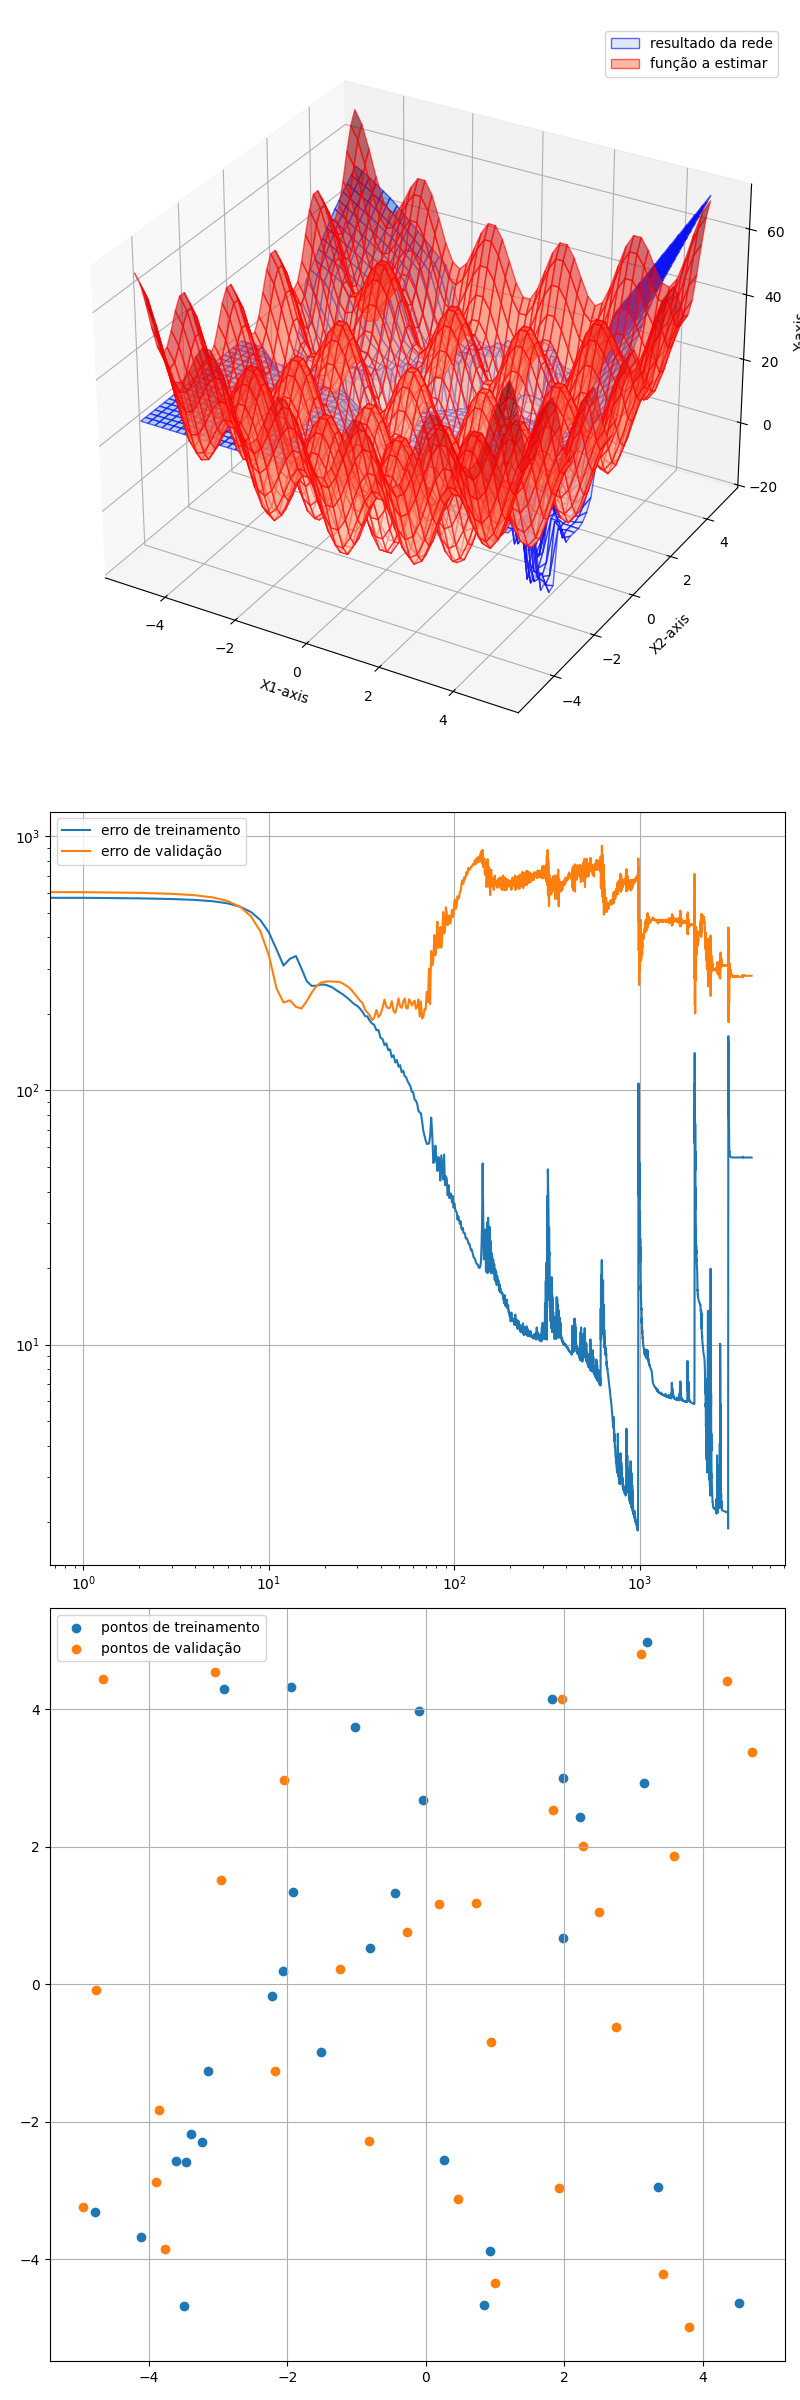 resultado da rede
função a estimar
60
40
20
0
−20
Y-axis
4
2
0
−2
−4
X2-axis
−4
−2
0
2
4
X1-axis
erro de treinamento
erro de validação
10³
10²
10¹
10⁰ 10¹ 10² 10³
pontos de treinamento
pontos de validação
4
2
0
−2
−4
−4 −2 0 2 4